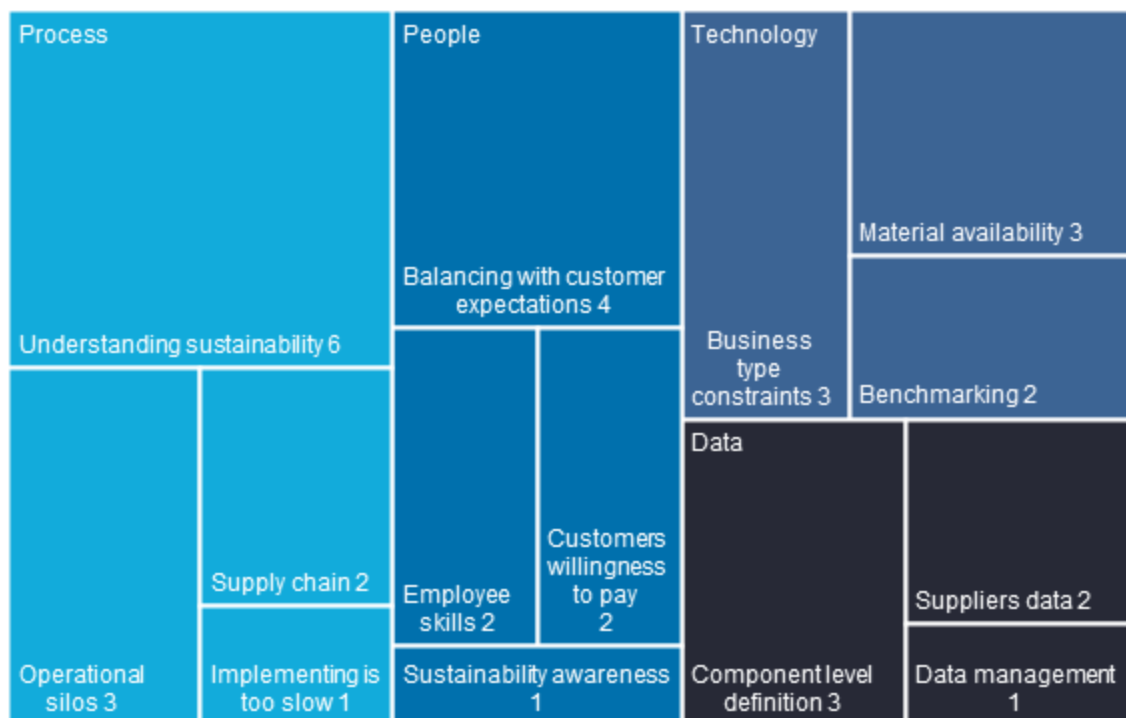 Process
Understanding sustainability 6
Operational
silos 3
Supply chain 2
Implementing is
too slow 1
People
Balancing with customer
expectations 4
Employee
skills 2
Customers
willingness
to pay
2
Sustainability awareness
1
Technology
Business
type
constraints 3
Material availability 3
Benchmarking 2
Data
Component level
definition 3
Suppliers data 2
Data management
1